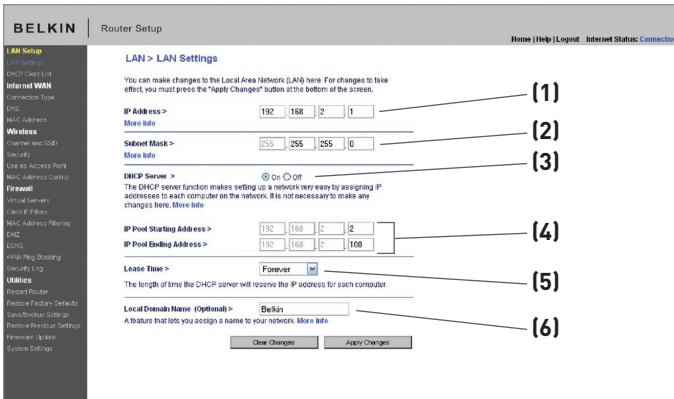 BELKIN | Router Setup
Home | Help | Logout Internet Status: Connection
LAN Setup
LAN Settings
DHCP Client List
Internet WAN
Connection Type
DNS
MAC Address
Wireless
Channel and SSID
Security
Use as Access Point
MAC Address Control
Firewall
Virtual Servers
Client IP Filters
MAC Address Filtering
DMZ
DDNS
WAN Ping Blocking
Security Log
Utilities
Restart Router
Restore Factory Defaults
Save/Backup Settings
Restore Previous Settings
Firmware Update
System Settings
LAN > LAN Settings
You can make changes to the Local Area Network (LAN) here. For changes to take
effect, you must press the "Apply Changes" button at the bottom of the screen.
IP Address > 192 . 168 . 2 . 1 (1)
More Info
Subnet Mask > 255 . 255 . 255 . 0 (2)
More Info
DHCP Server > On Off (3)
The DHCP server function makes setting up a network very easy by assigning IP
addresses to each computer on the network. It is not necessary to make any
changes here. More Info
IP Pool Starting Address > 192 . 168 . 2 . 2 (4)
IP Pool Ending Address > 192 . 168 . 2 . 100
Lease Time > Forever (5)
The length of time the DHCP server will reserve the IP address for each computer.
Local Domain Name (Optional) > Belkin (6)
A feature that lets you assign a name to your network. More Info
Clear Changes Apply Changes